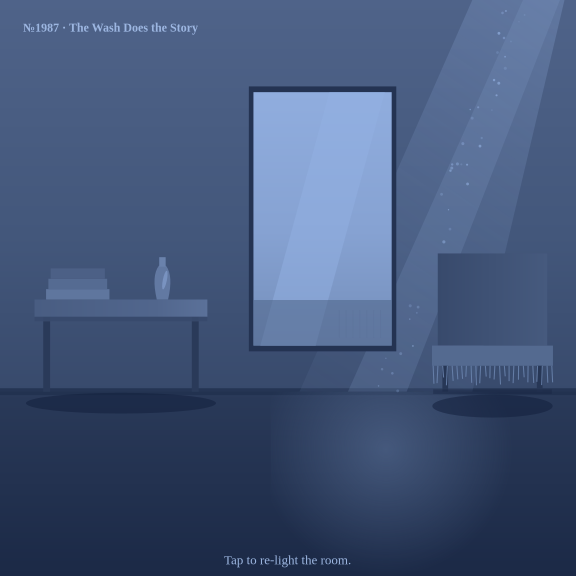 №1987 · The Wash Does the Story
Tap to re-light the room.